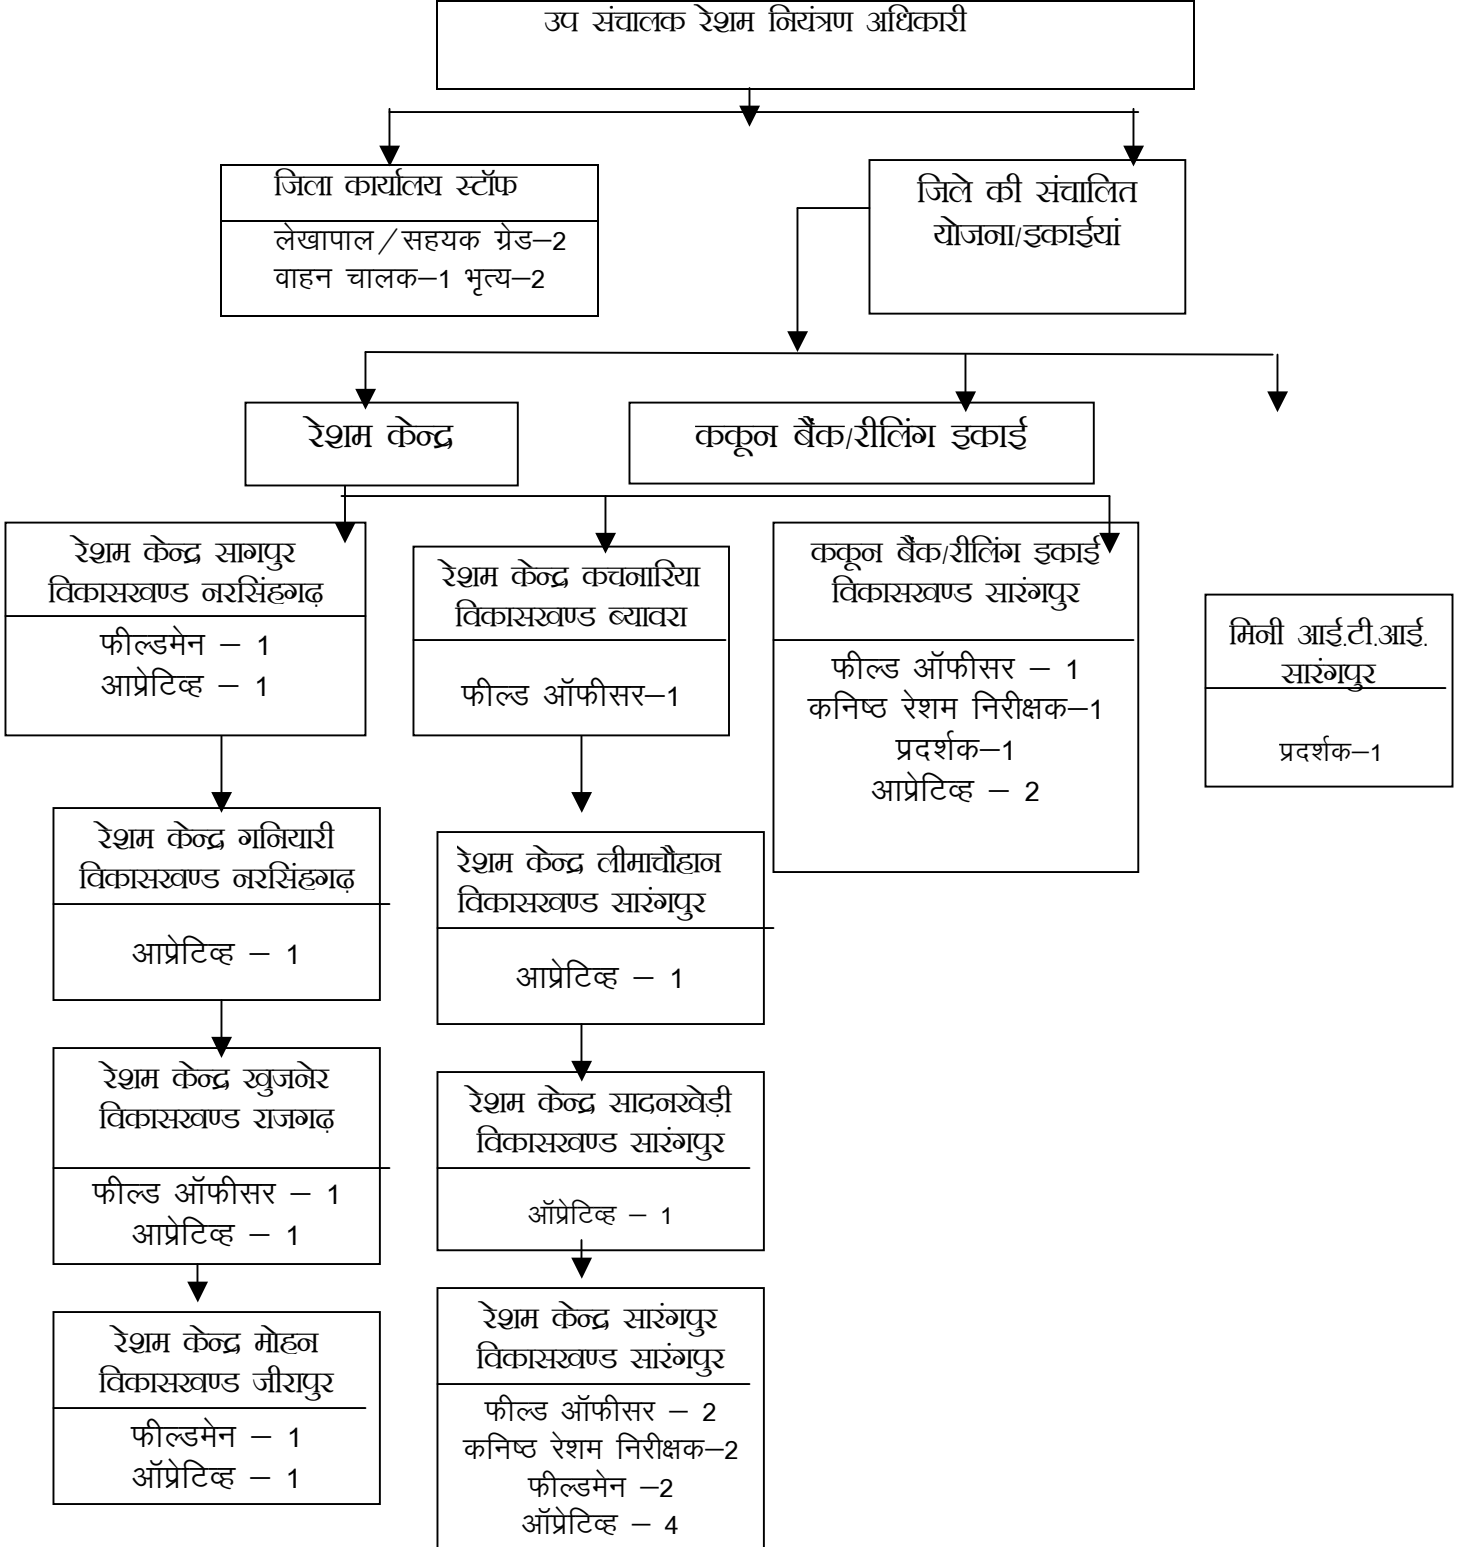 उप संचालक रेशम नियंत्रण अधिकारी
जिला कार्यालय स्टॉफ
लेखापाल/सहयक ग्रेड–2
वाहन चालक–1 भृत्य–2
जिले की संचालित
योजना/इकाईयां
रेशम केन्द्र
ककून बैंक/रीलिंग इकाई
रेशम केन्द्र सागपुर
विकासखण्ड नरसिंहगढ़
फील्डमेन – 1
आप्रेटिव्ह – 1
रेशम केन्द्र कचनारिया
विकासखण्ड ब्यावरा
फील्ड ऑफीसर–1
ककून बैंक/रीलिंग इकाई
विकासखण्ड सारंगपुर
फील्ड ऑफीसर – 1
कनिष्ठ रेशम निरीक्षक–1
प्रदर्शक–1
आप्रेटिव्ह – 2
मिनी आई.टी.आई.
सारंगपुर
प्रदर्शक–1
रेशम केन्द्र गनियारी
विकासखण्ड नरसिंहगढ़
आप्रेटिव्ह – 1
रेशम केन्द्र लीमाचौहान
विकासखण्ड सारंगपुर
आप्रेटिव्ह – 1
रेशम केन्द्र खुजनेर
विकासखण्ड राजगढ़
फील्ड ऑफीसर – 1
आप्रेटिव्ह – 1
रेशम केन्द्र सादनखेड़ी
विकासखण्ड सारंगपुर
ऑप्रेटिव्ह – 1
रेशम केन्द्र मोहन
विकासखण्ड जीरापुर
फील्डमेन – 1
ऑप्रेटिव्ह – 1
रेशम केन्द्र सारंगपुर
विकासखण्ड सारंगपुर
फील्ड ऑफीसर – 2
कनिष्ठ रेशम निरीक्षक–2
फील्डमेन –2
ऑप्रेटिव्ह – 4